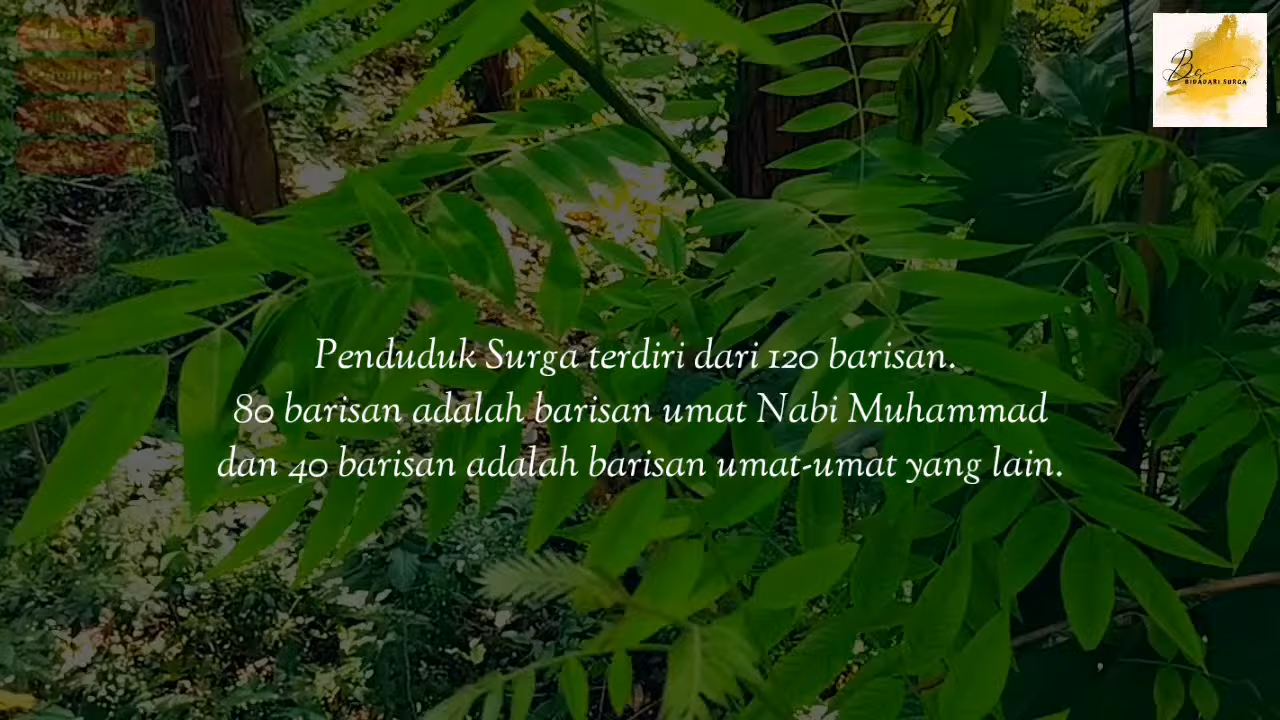 Bs
BIDADARI SURGA
Penduduk Surga terdiri dari 120 barisan.
80 barisan adalah barisan umat Nabi Muhammad
dan 40 barisan adalah barisan umat-umat yang lain.